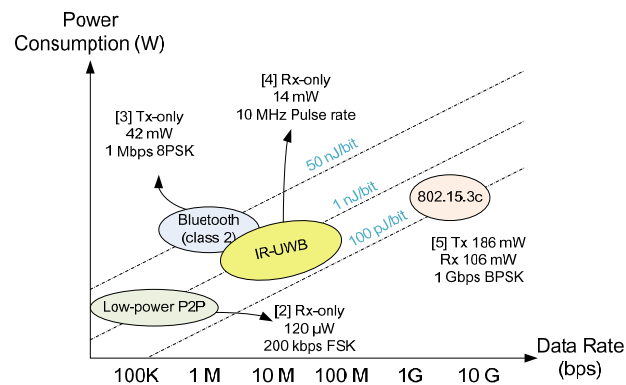 Power
Consumption (W)
[4] Rx-only
14 mW
10 MHz Pulse rate
[3] Tx-only
42 mW
1 Mbps 8PSK
50 nJ/bit
1 nJ/bit
100 pJ/bit
802.15.3c
Bluetooth
(class 2)
IR-UWB
[5] Tx 186 mW
Rx 106 mW
1 Gbps BPSK
Low-power P2P
[2] Rx-only
120 µW
200 kbps FSK
Data Rate
(bps)
100K 1 M 10 M 100 M 1G 10 G